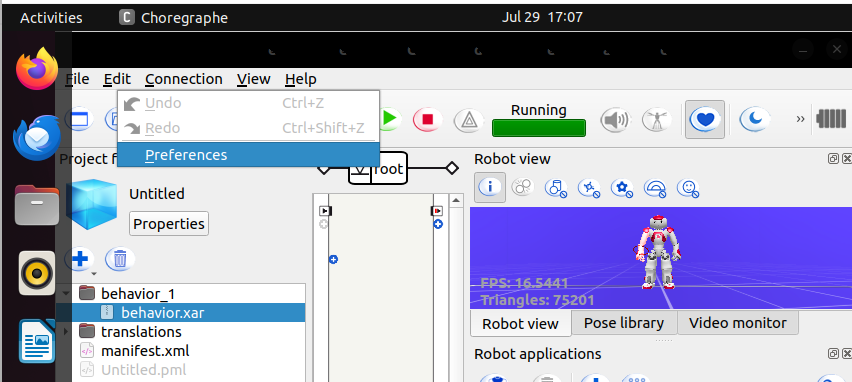 Activities Choregraphe Jul 29 17:07
File Edit Connection View Help
Undo Ctrl+Z
Redo Ctrl+Shift+Z
Preferences
Running
Project f
root
Untitled
Properties
behavior_1
behavior.xar
translations
manifest.xml
Untitled.pml
Robot view
FPS: 16.5441
Triangles: 75201
Robot view Pose library Video monitor
Robot applications